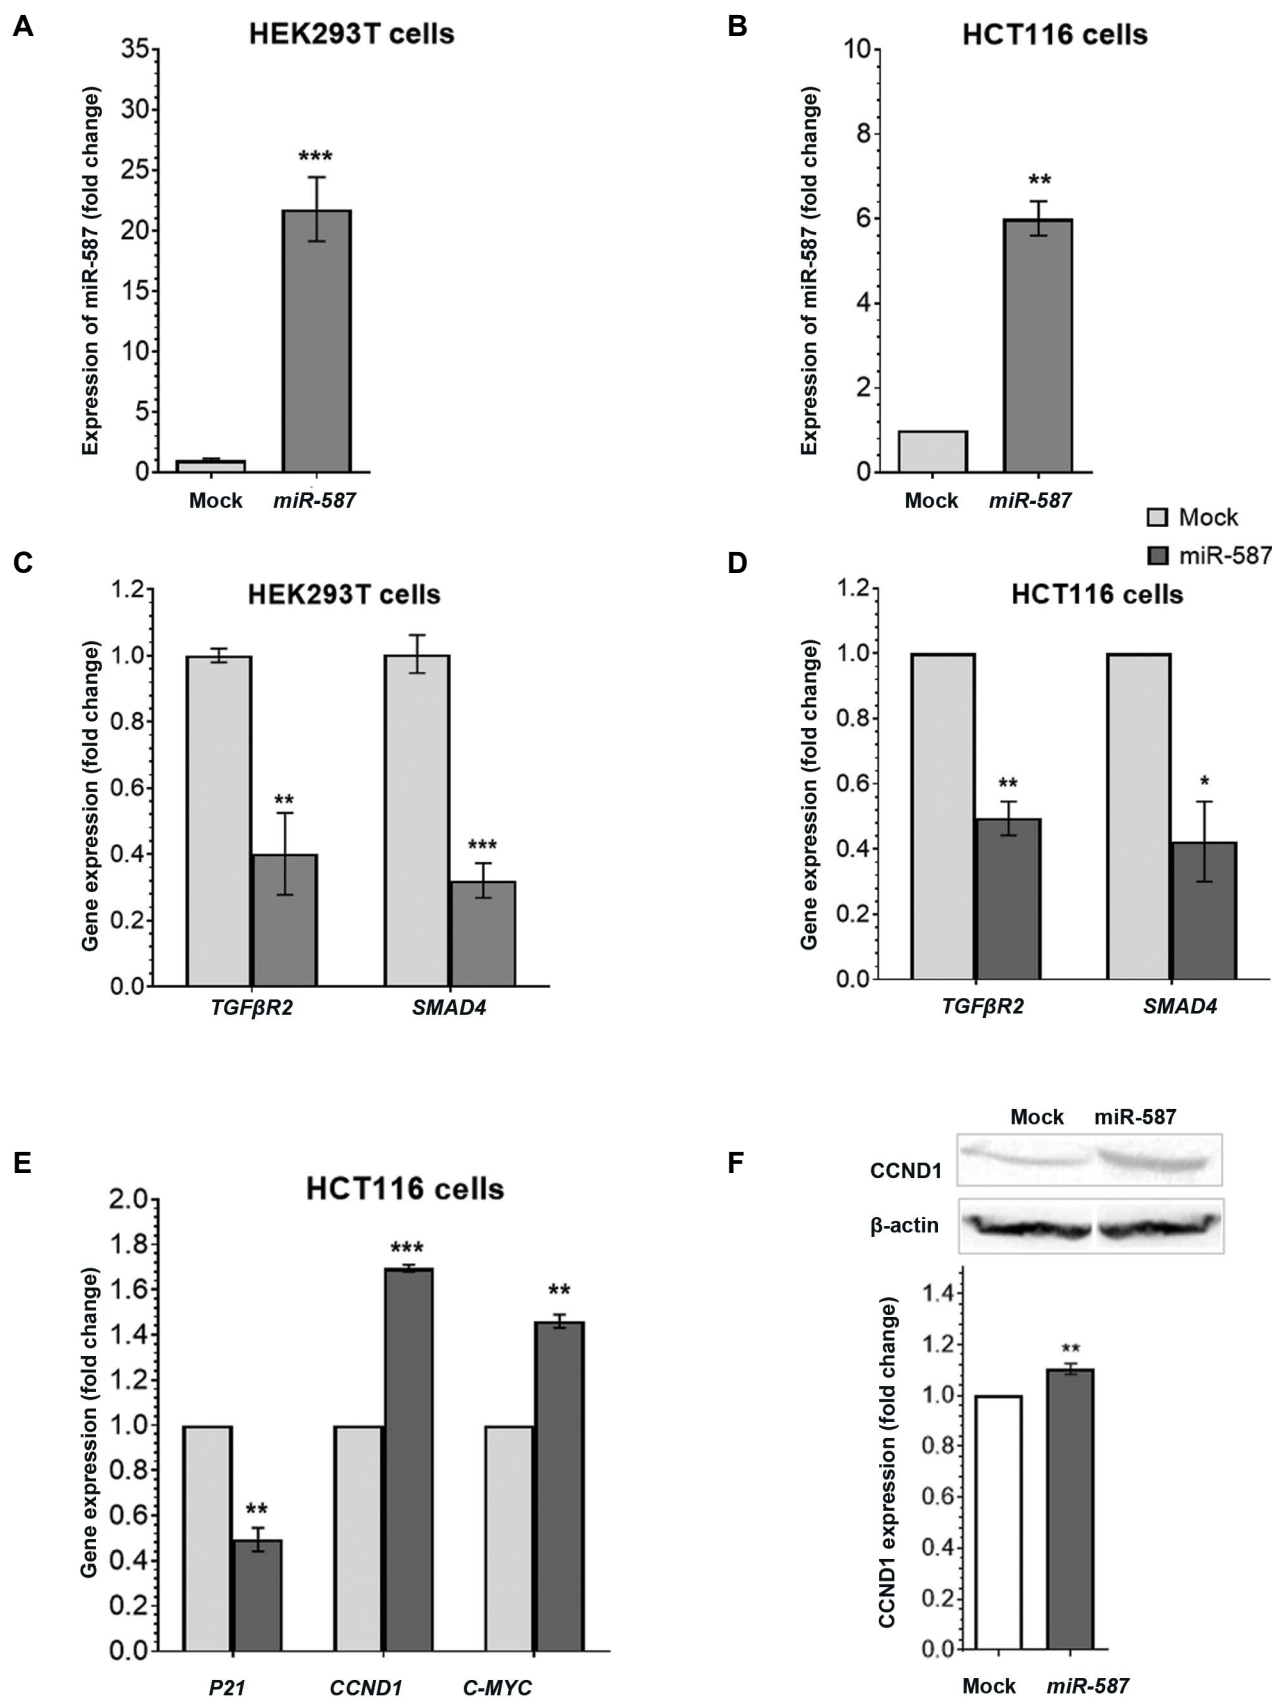 A
HEK293T cells
Expression of miR-587 (fold change)
35
30
25
20
15
10
5
0
***
Mock
miR-587
B
HCT116 cells
Expression of miR-587 (fold change)
10
8
6
4
2
0
**
Mock
miR-587
Mock
miR-587
C
HEK293T cells
Gene expression (fold change)
1.2
1.0
0.8
0.6
0.4
0.2
0.0
**
***
TGFβR2
SMAD4
D
HCT116 cells
Gene expression (fold change)
1.2
1.0
0.8
0.6
0.4
0.2
0.0
**
*
TGFβR2
SMAD4
E
HCT116 cells
Gene expression (fold change)
2.0
1.8
1.6
1.4
1.2
1.0
0.8
0.6
0.4
0.2
0.0
**
***
**
P21
CCND1
C-MYC
F
Mock miR-587
CCND1
β-actin
CCND1 expression (fold change)
1.4
1.2
1.0
0.8
0.6
0.4
0.2
0.0
**
Mock
miR-587